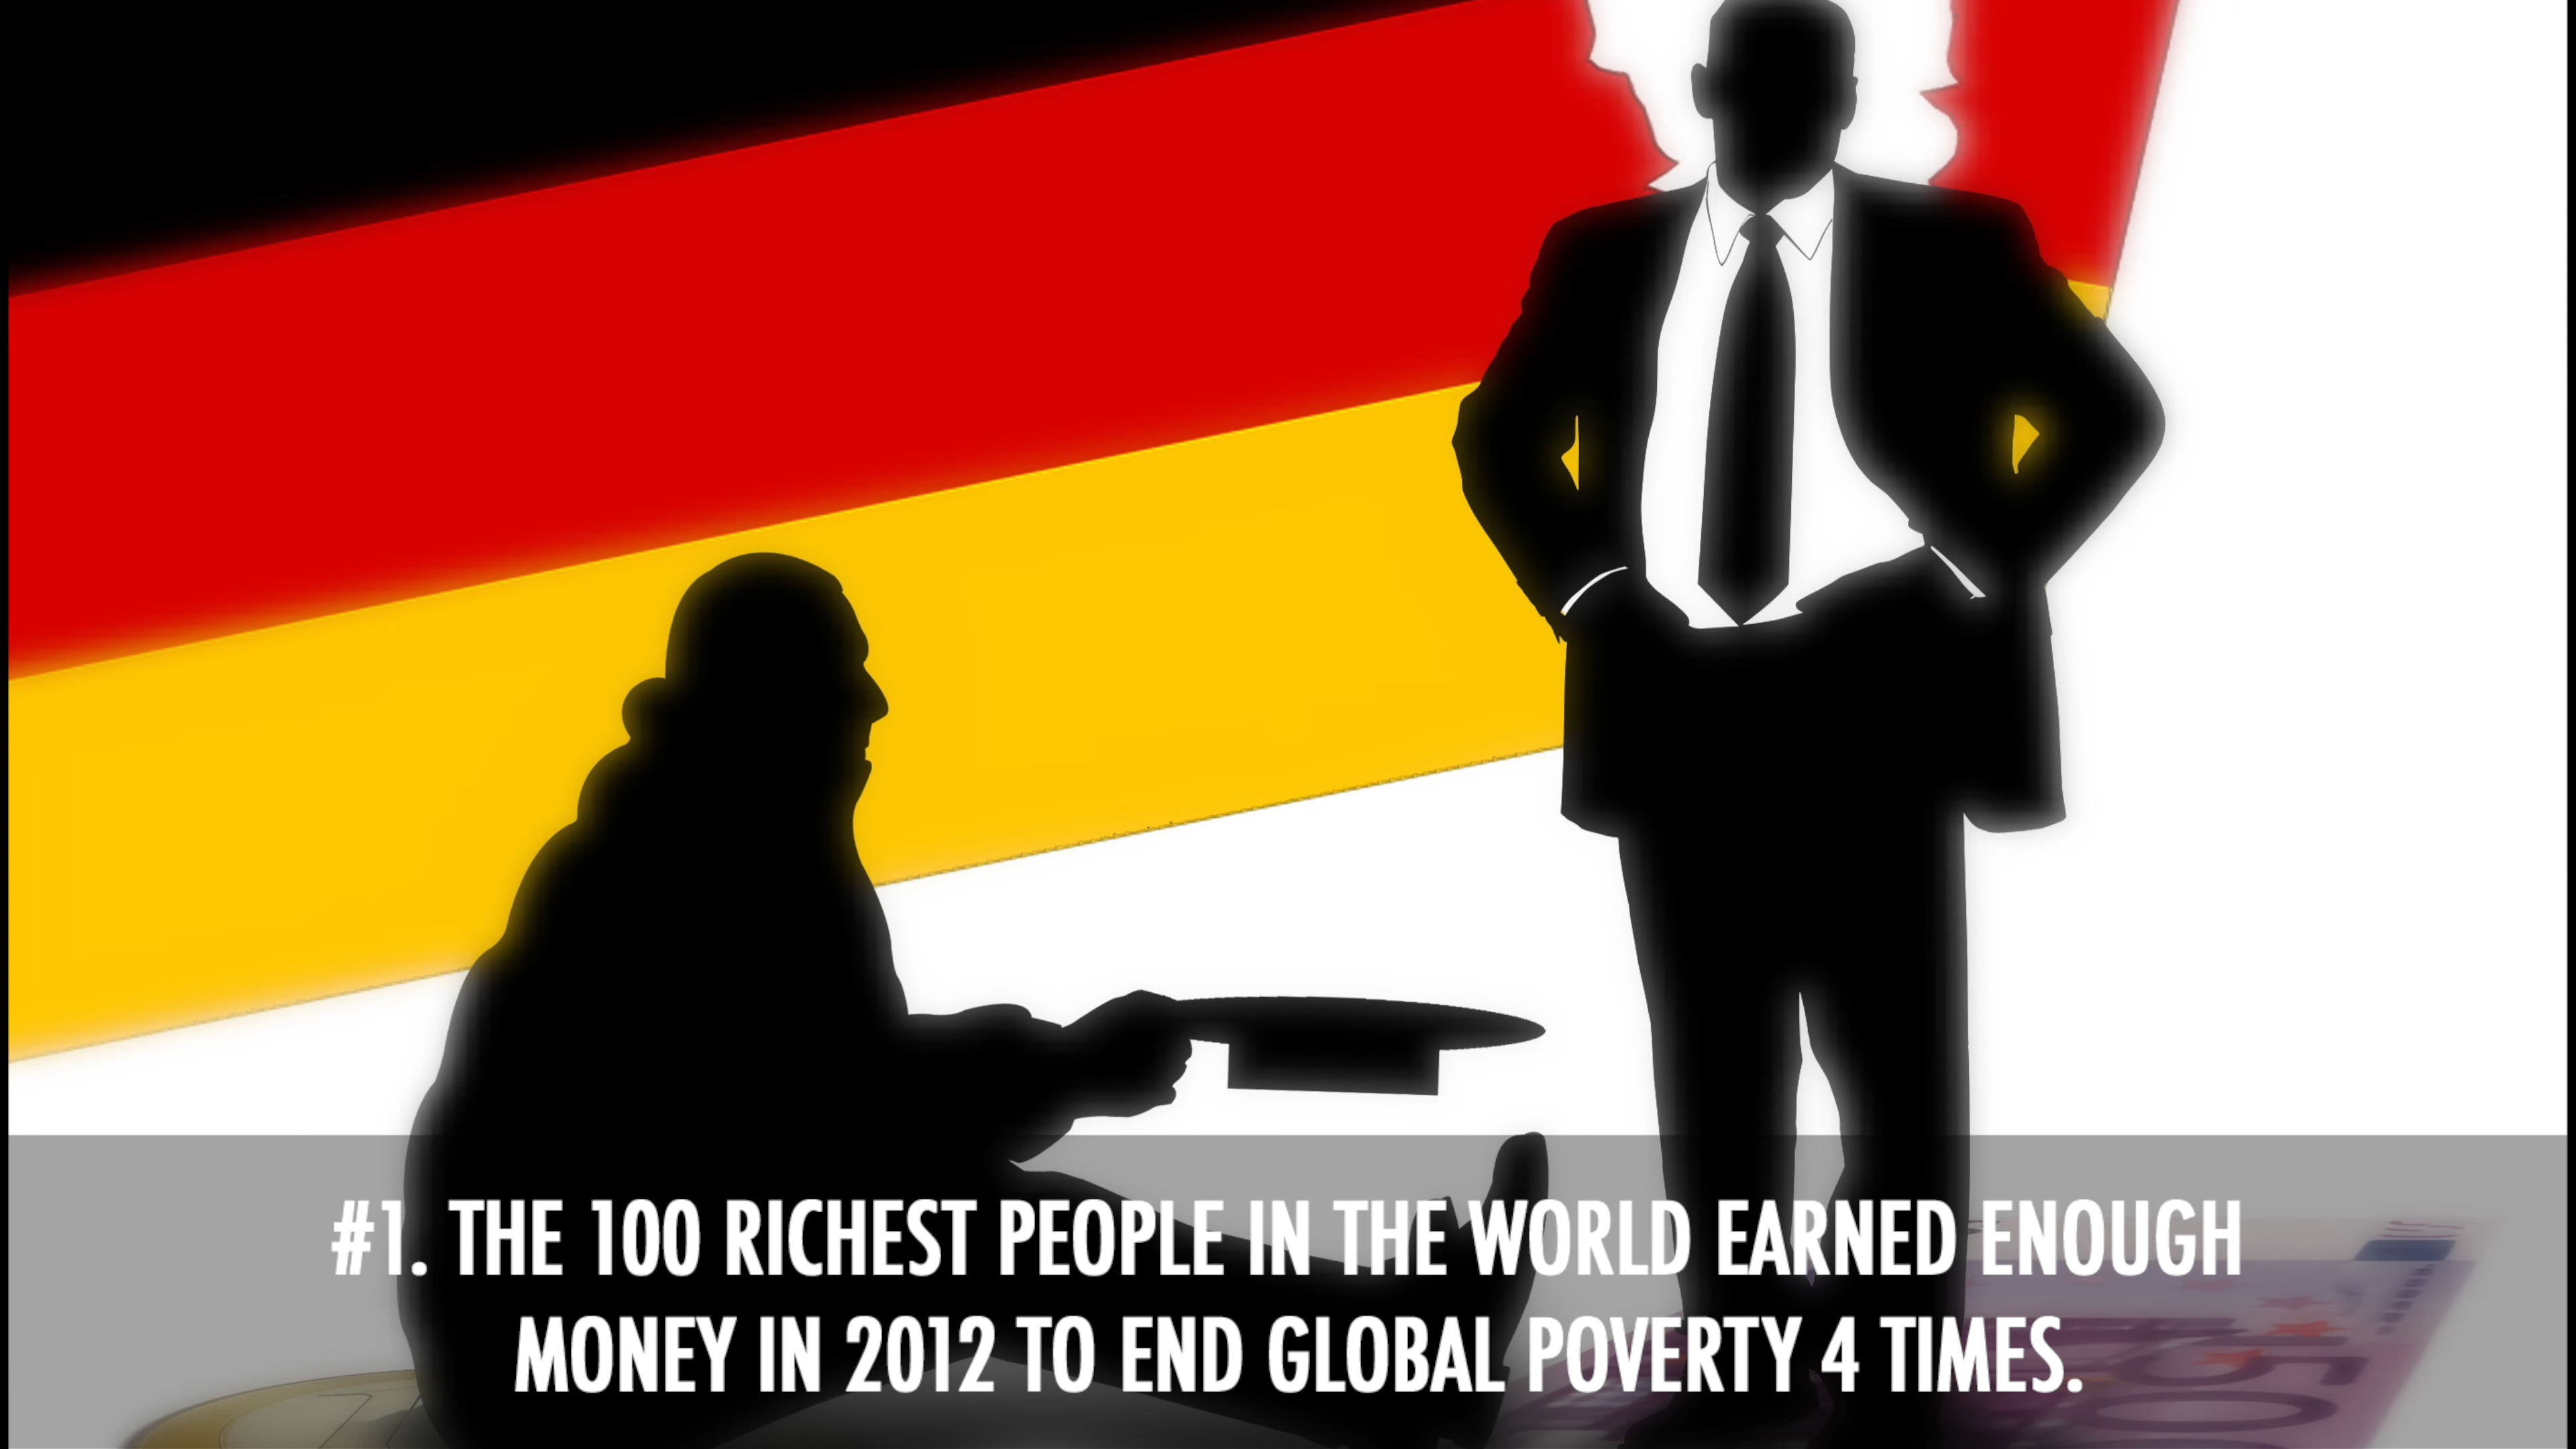 #1. THE 100 RICHEST PEOPLE IN THE WORLD EARNED ENOUGH
MONEY IN 2012 TO END GLOBAL POVERTY 4 TIMES.